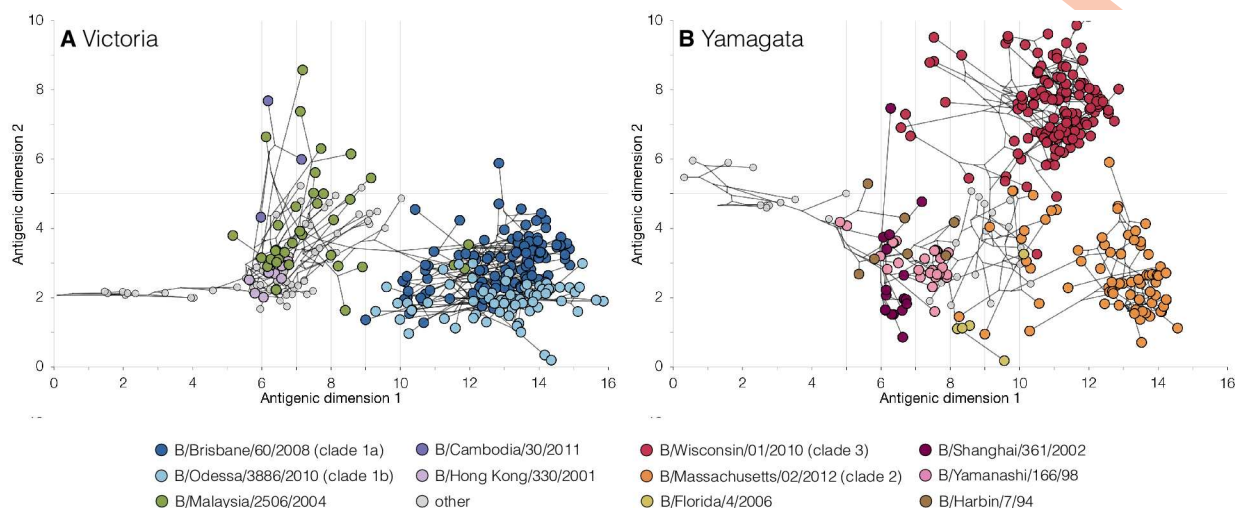 A Victoria
B Yamagata
Antigenic dimension 2
10
8
6
4
2
0
0 2 4 6 8 10 12 14 16
Antigenic dimension 1
Antigenic dimension 2
10
8
6
4
2
0
0 2 4 6 8 10 12 14 16
Antigenic dimension 1
B/Brisbane/60/2008 (clade 1a)
B/Odessa/3886/2010 (clade 1b)
B/Malaysia/2506/2004
B/Cambodia/30/2011
B/Hong Kong/330/2001
other
B/Wisconsin/01/2010 (clade 3)
B/Massachusetts/02/2012 (clade 2)
B/Florida/4/2006
B/Shanghai/361/2002
B/Yamanashi/166/98
B/Harbin/7/94